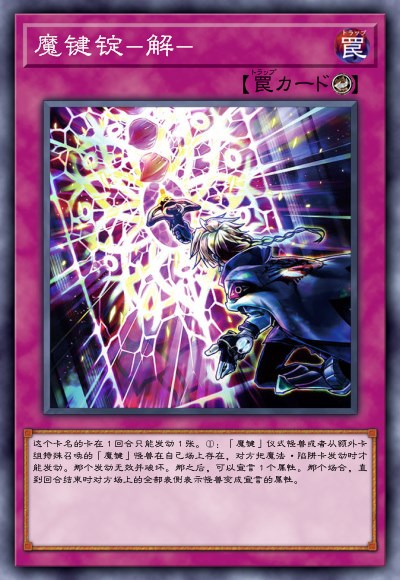 魔键锭-解-
トラップ
罠
トラップ
【罠カード】
这个卡名的卡在1回合只能发动1张。①：「魔键」仪式怪兽或者从额外卡
组特殊召唤的「魔键」怪兽在自己场上存在，对方把魔法·陷阱卡发动时才
能发动。那个发动无效并破坏。那之后，可以宣言1个属性。那个场合，直
到回合结束时对方场上的全部表侧表示怪兽变成宣言的属性。